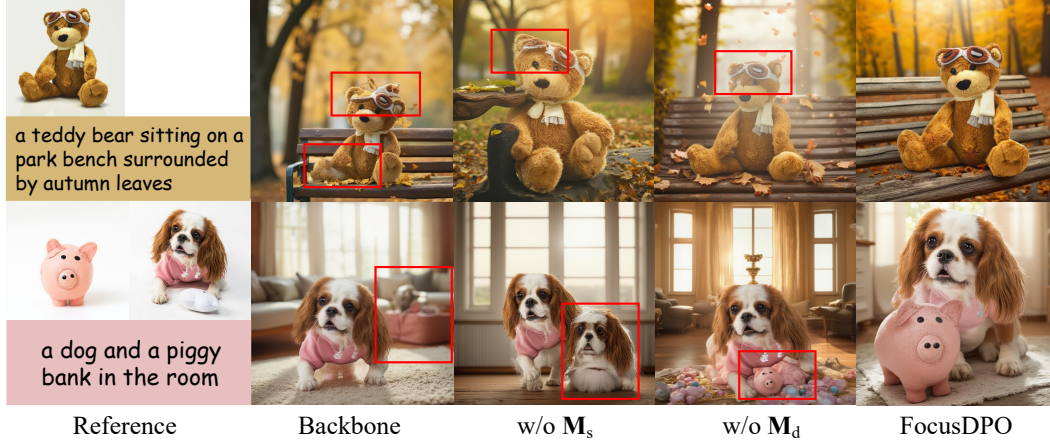 a teddy bear sitting on a
park bench surrounded
by autumn leaves
a dog and a piggy
bank in the room
Reference
Backbone
w/o Ms
w/o Md
FocusDPO